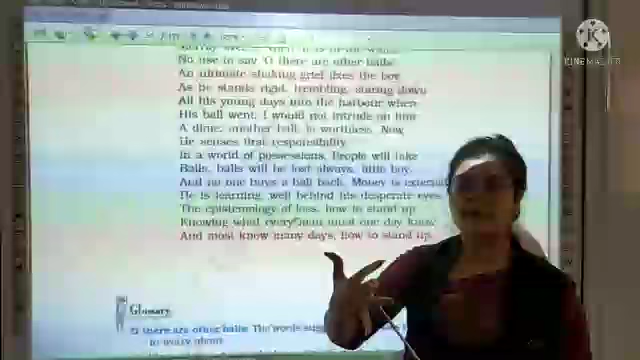 No use to say 'O there are other balls'
An ultimate shaking grief fixes the boy
As he stands rigid, trembling, staring down
All his young days into the harbour where
His ball went. I would not intrude on him
A dime, another ball, is worthless. Now
He senses first responsibility
In a world of possessions. People will take
Balls, balls will be lost always, little boy.
And no one buys a ball back. Money is external.
He is learning, well behind his desperate eyes,
The epistemology of loss, how to stand up
Knowing what every man must one day know
And most know many days, how to stand up.
Glossary
O there are other balls: The words
to worry about
KINEMASTER